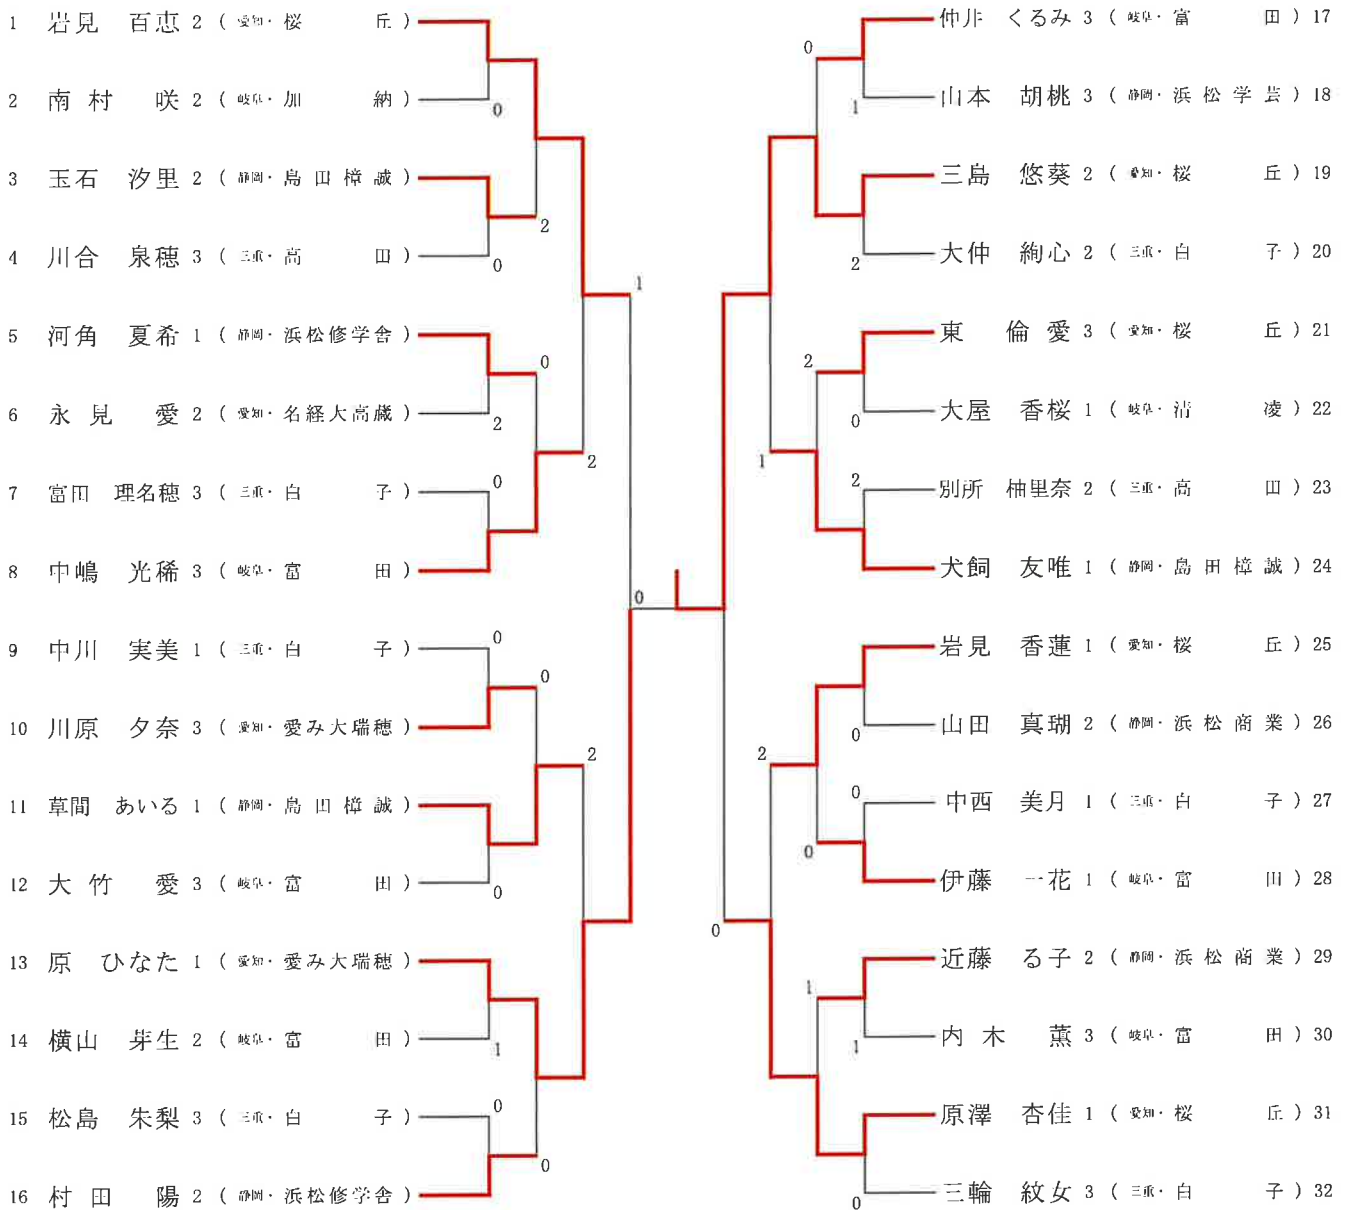 1 岩見 百恵 2 ( 愛知・桜 丘 )
0
2 南村 咲 2 ( 岐阜・加 納 )
3 玉石 汐里 2 ( 静岡・島田樟誠 )
2
4 川合 泉穂 3 ( 三重・高 田 )
0
1
5 河角 夏希 1 ( 静岡・浜松修学舎 )
0
6 永見 愛 2 ( 愛知・名経大高蔵 )
2
2
7 富田 理名穂 3 ( 三重・白 子 )
0
8 中嶋 光稀 3 ( 岐阜・富 田 )
0
9 中川 実美 1 ( 三重・白 子 )
0
0
10 川原 夕奈 3 ( 愛知・愛み大瑞穂 )
2
11 草間 あいる 1 ( 静岡・島田樟誠 )
12 大竹 愛 3 ( 岐阜・富 田 )
0
13 原 ひなた 1 ( 愛知・愛み大瑞穂 )
14 横山 芽生 2 ( 岐阜・富 田 )
1
15 松島 朱梨 3 ( 三重・白 子 )
0
0
16 村田 陽 2 ( 静岡・浜松修学舎 )
仲井 くるみ 3 ( 岐阜・富 田 ) 17
0
山本 胡桃 3 ( 静岡・浜松学芸 ) 18
1
三島 悠葵 2 ( 愛知・桜 丘 ) 19
大仲 絢心 2 ( 三重・白 子 ) 20
2
東 倫愛 3 ( 愛知・桜 丘 ) 21
2
大屋 香桜 1 ( 岐阜・清 凌 ) 22
0
1
別所 柚里奈 2 ( 三重・高 田 ) 23
2
犬飼 友唯 1 ( 静岡・島田樟誠 ) 24
岩見 香蓮 1 ( 愛知・桜 丘 ) 25
山田 真瑚 2 ( 静岡・浜松商業 ) 26
0
2
中西 美月 1 ( 三重・白 子 ) 27
0
0
伊藤 一花 1 ( 岐阜・富 田 ) 28
0
近藤 る子 2 ( 静岡・浜松商業 ) 29
1
内木 薫 3 ( 岐阜・富 田 ) 30
1
原澤 杏佳 1 ( 愛知・桜 丘 ) 31
三輪 紋女 3 ( 三重・白 子 ) 32
0